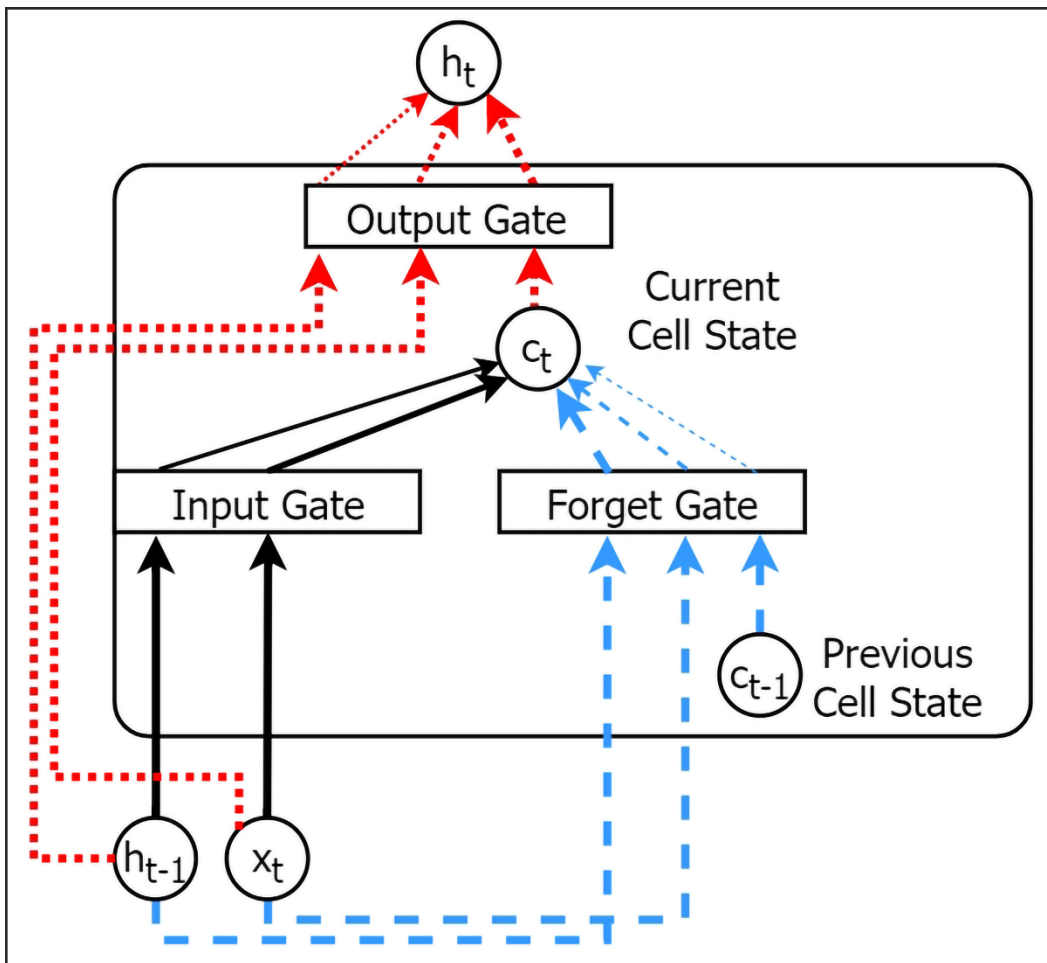 hₜ
Output Gate
Current
Cell State
cₜ
Input Gate
Forget Gate
Previous
Cell State
cₜ₋₁
hₜ₋₁
xₜ